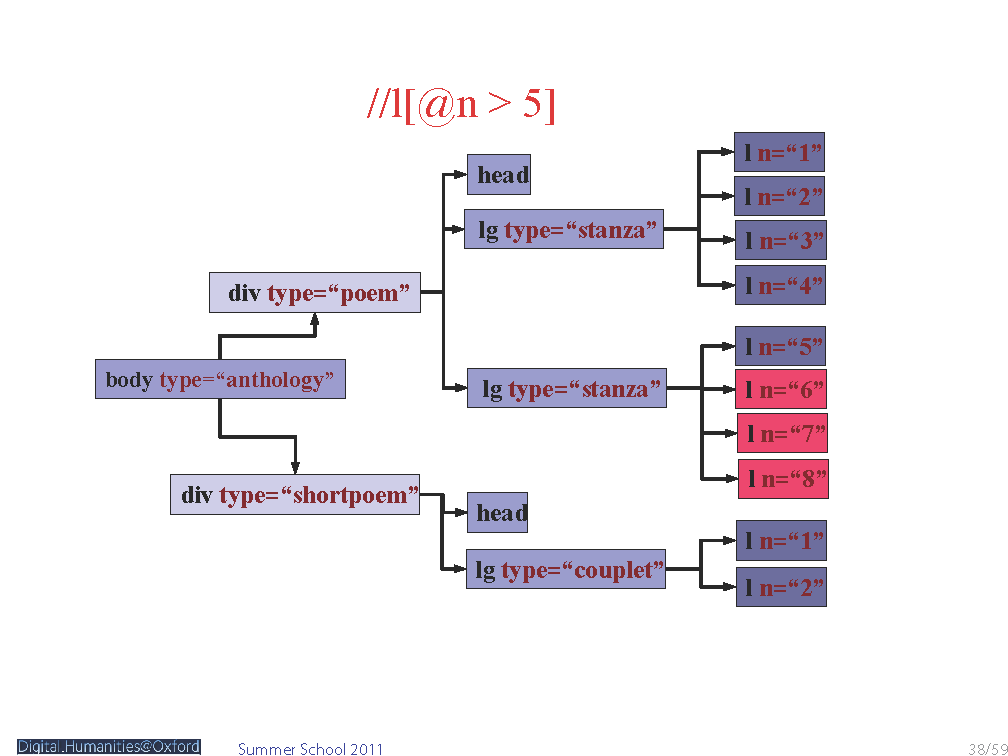 //l[@n > 5]
l n=“1”
head
l n=“2”
lg type=“stanza”
l n=“3”
l n=“4”
div type=“poem”
l n=“5”
body type=“anthology”
lg type=“stanza”
l n=“6”
l n=“7”
l n=“8”
div type=“shortpoem”
head
l n=“1”
lg type=“couplet”
l n=“2”
Digital.Humanities@Oxford
Summer School 2011
38/59